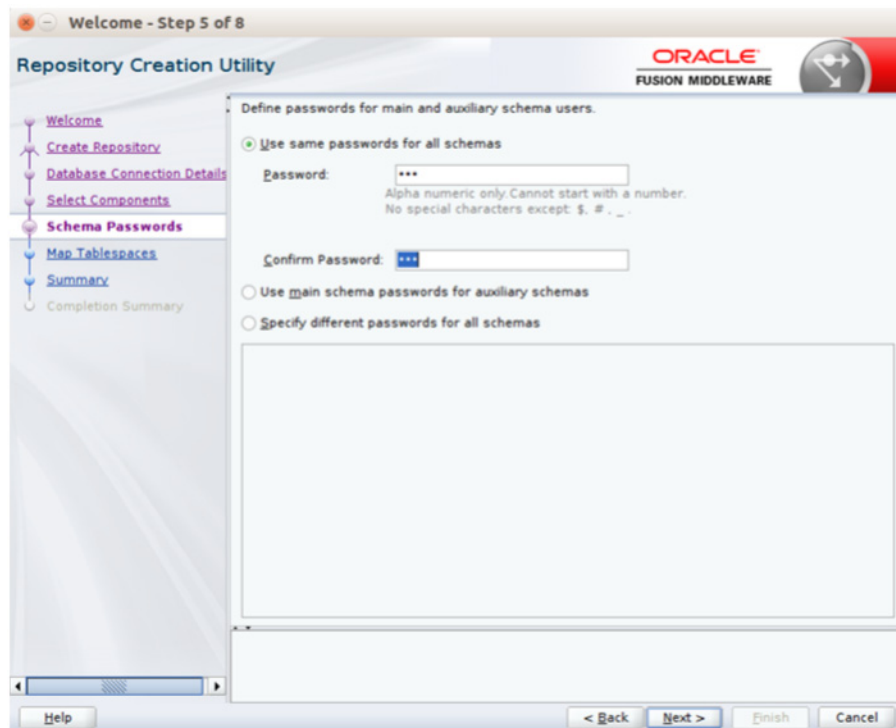 Welcome - Step 5 of 8
Repository Creation Utility
ORACLE
FUSION MIDDLEWARE
Welcome
Create Repository
Database Connection Details
Select Components
Schema Passwords
Map Tablespaces
Summary
Completion Summary
Define passwords for main and auxiliary schema users.
Use same passwords for all schemas
Password: •••
Alpha numeric only.Cannot start with a number.
No special characters except: $, # , _ .
Confirm Password: •••
Use main schema passwords for auxiliary schemas
Specify different passwords for all schemas
Help
< Back
Next >
Finish
Cancel